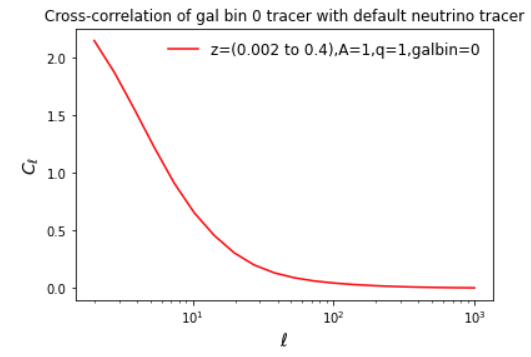 Cross-correlation of gal bin 0 tracer with default neutrino tracer
z=(0.002 to 0.4),A=1,q=1,galbin=0
2.0
1.5
1.0
0.5
0.0
Cℓ
10¹ 10² 10³
ℓ